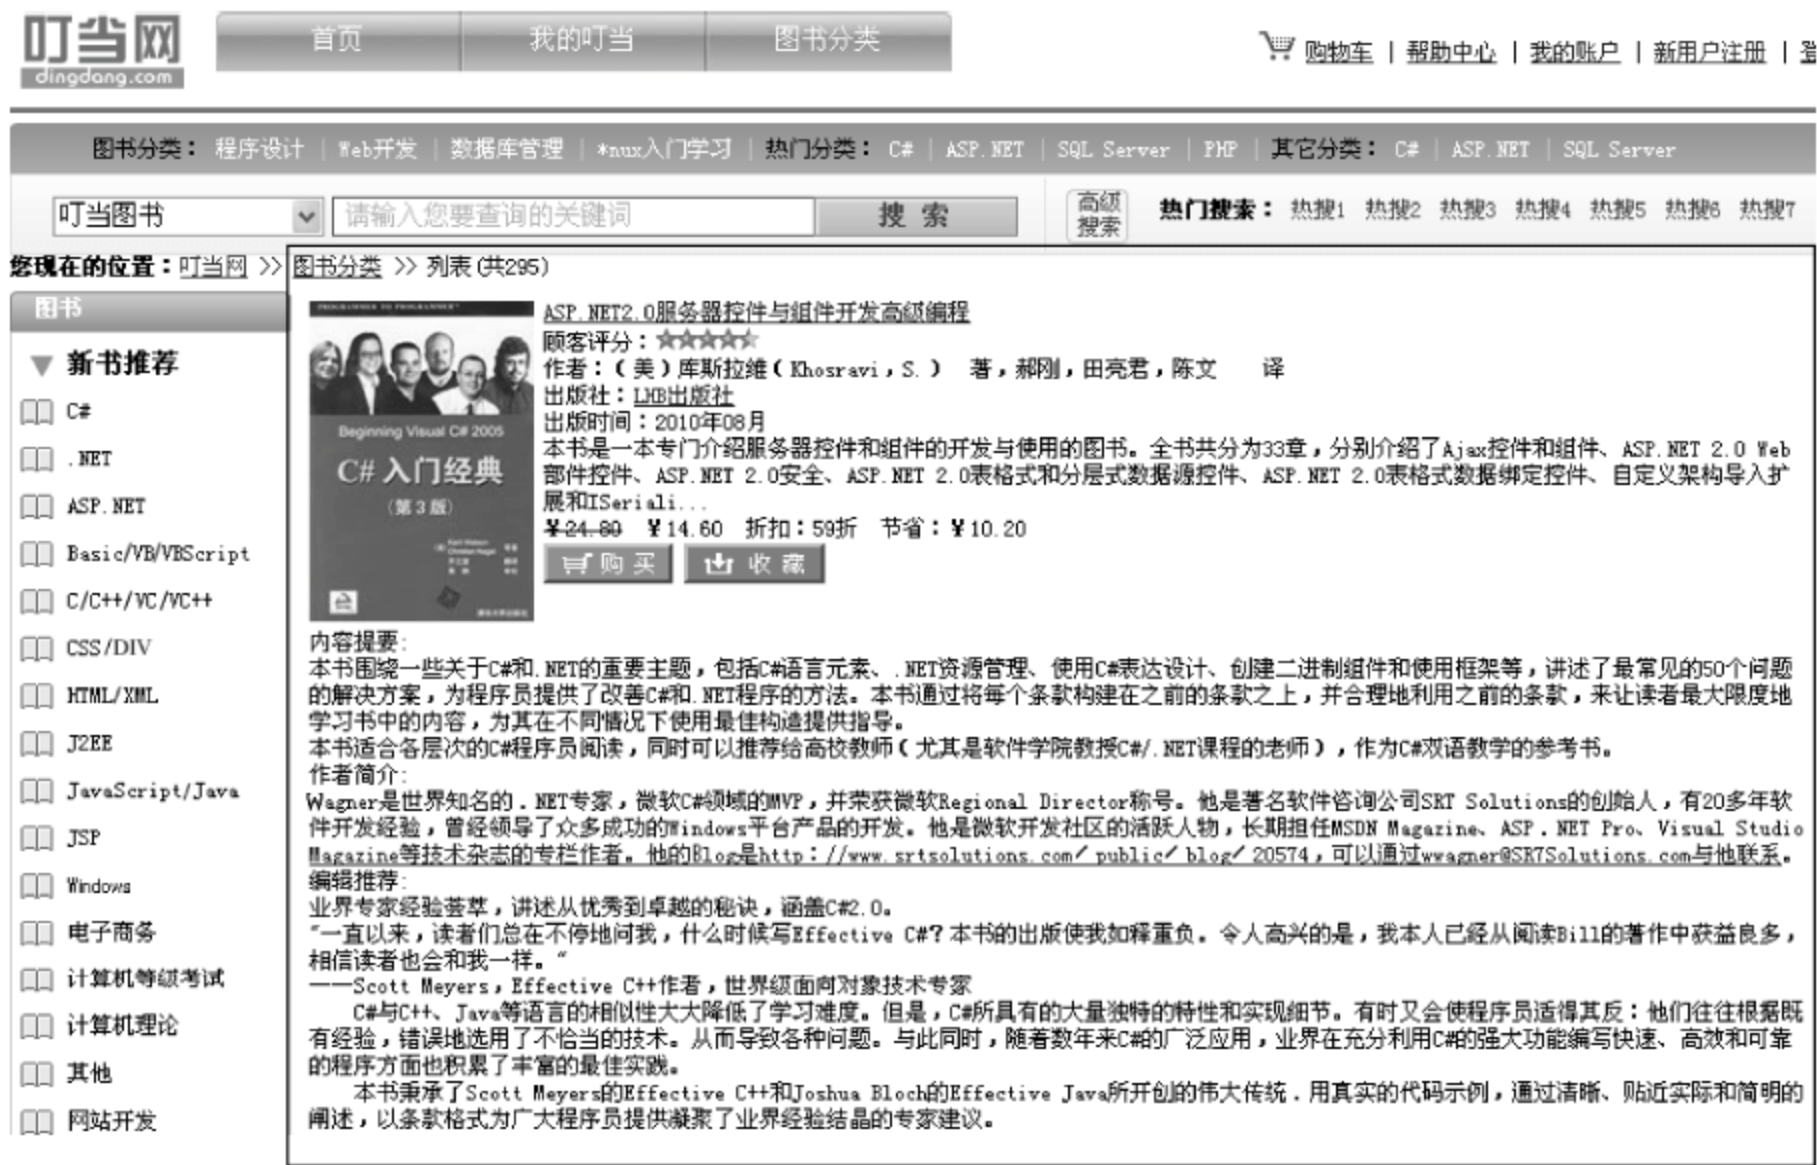 叮当网
dingdang.com
首页 我的叮当 图书分类
购物车 | 帮助中心 | 我的账户 | 新用户注册 |
图书分类： 程序设计 | Web开发 | 数据库管理 | *nux入门学习 | 热门分类： C# | ASP.NET | SQL Server | PHP | 其它分类： C# | ASP.NET | SQL Server
叮当图书 请输入您要查询的关键词 搜 索 高级搜索 热门搜索： 热搜1 热搜2 热搜3 热搜4 热搜5 热搜6 热搜7
您现在的位置：叮当网 >> 图书分类 >> 列表(共295)
图书
新书推荐
C#
.NET
ASP.NET
Basic/VB/VBScript
C/C++/VC/VC++
CSS/DIV
HTML/XML
J2EE
JavaScript/Java
JSP
Windows
电子商务
计算机等级考试
计算机理论
其他
网站开发
PROGRAMMER TO PROGRAMMER™
Beginning Visual C# 2005
C# 入门经典
(第 3 版)
ASP.NET2.0服务器控件与组件开发高级编程
顾客评分：
作者：（美）库斯拉维（Khosravi，S.） 著，郝刚，田亮君，陈文 译
出版社：LMB出版社
出版时间：2010年08月
本书是一本专门介绍服务器控件和组件的开发与使用的图书。全书共分为33章，分别介绍了Ajax控件和组件、ASP.NET 2.0 Web
部件控件、ASP.NET 2.0安全、ASP.NET 2.0表格式和分层式数据源控件、ASP.NET 2.0表格式数据绑定控件、自定义架构导入扩
展和ISeriali...
¥24.80 ¥14.60 折扣：59折 节省：¥10.20
购 买 收 藏
内容提要:
本书围绕一些关于C#和.NET的重要主题，包括C#语言元素、.NET资源管理、使用C#表达设计、创建二进制组件和使用框架等，讲述了最常见的50个问题
的解决方案，为程序员提供了改善C#和.NET程序的方法。本书通过将每个条款构建在之前的条款之上，并合理地利用之前的条款，来让读者最大限度地
学习书中的内容，为其在不同情况下使用最佳构造提供指导。
本书适合各层次的C#程序员阅读，同时可以推荐给高校教师（尤其是软件学院教授C#/.NET课程的老师），作为C#双语教学的参考书。
作者简介:
Wagner是世界知名的．NET专家，微软C#领域的MVP，并荣获微软Regional Director称号。他是著名软件咨询公司SRT Solutions的创始人，有20多年软
件开发经验，曾经领导了众多成功的Windows平台产品的开发。他是微软开发社区的活跃人物，长期担任MSDN Magazine、ASP．NET Pro、Visual Studio
Magazine等技术杂志的专栏作者。他的Blog是http：//www.srtsolutions.com/public/blog/20574，可以通过wwagner@SRTSolutions.com与他联系。
编辑推荐:
业界专家经验荟萃，讲述从优秀到卓越的秘诀，涵盖C#2.0。
“一直以来，读者们总在不停地问我，什么时候写Effective C#？本书的出版使我如释重负。令人高兴的是，我本人已经从阅读Bill的著作中获益良多，
相信读者也会和我一样。”
——Scott Meyers，Effective C++作者，世界级面向对象技术专家
C#与C++、Java等语言的相似性大大降低了学习难度。但是，C#所具有的大量独特的特性和实现细节。有时又会使程序员适得其反：他们往往根据既
有经验，错误地选用了不恰当的技术。从而导致各种问题。与此同时，随着数年来C#的广泛应用，业界在充分利用C#的强大功能编写快速、高效和可靠
的程序方面也积累了丰富的最佳实践。
本书秉承了Scott Meyers的Effective C++和Joshua Bloch的Effective Java所开创的伟大传统．用真实的代码示例，通过清晰、贴近实际和简明的
阐述，以条款格式为广大程序员提供凝聚了业界经验结晶的专家建议。